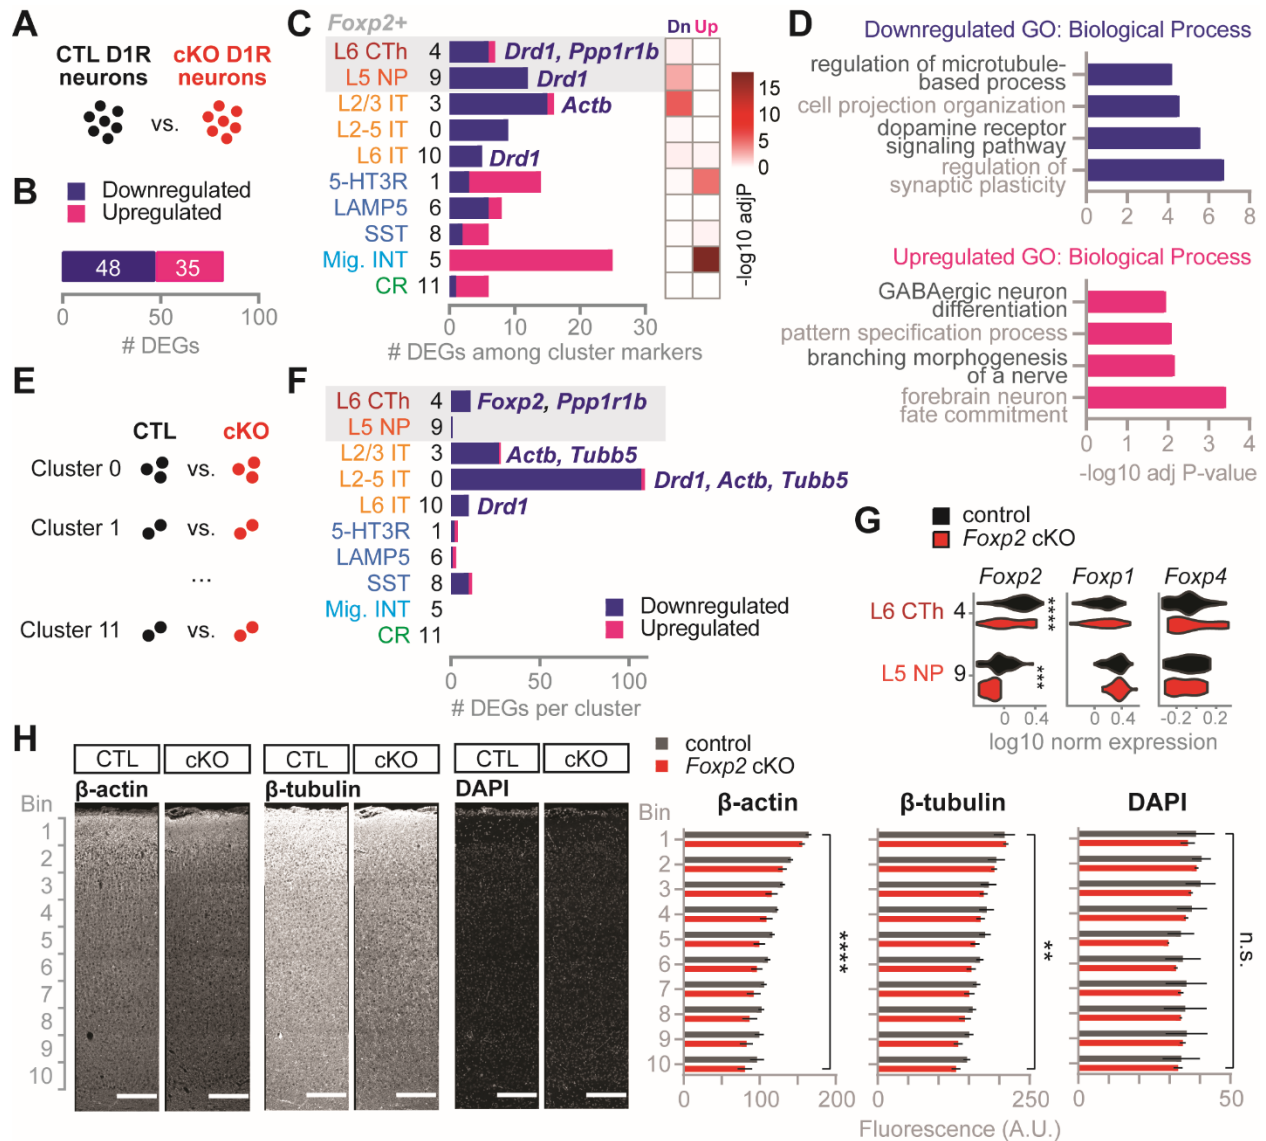 A
CTL D1R
neurons
cKO D1R
neurons
vs.
B
Downregulated
Upregulated
48
35
0
50
100
# DEGs
C
Foxp2+
Dn
Up
L6 CTh 4 Drd1, Ppp1r1b
L5 NP 9 Drd1
L2/3 IT 3 Actb
L2-5 IT 0
L6 IT 10 Drd1
5-HT3R 1
LAMP5 6
SST 8
Mig. INT 5
CR 11
0
10
20
30
# DEGs among cluster markers
15
10
5
0
-log10 adjP
D
Downregulated GO: Biological Process
regulation of microtubule-
based process
cell projection organization
dopamine receptor
signaling pathway
regulation of
synaptic plasticity
0 2 4 6 8
Upregulated GO: Biological Process
GABAergic neuron
differentiation
pattern specification process
branching morphogenesis
of a nerve
forebrain neuron
fate commitment
0 1 2 3 4
-log10 adj P-value
E
CTL cKO
Cluster 0 vs.
Cluster 1 vs.
...
Cluster 11 vs.
F
L6 CTh 4 Foxp2, Ppp1r1b
L5 NP 9
L2/3 IT 3 Actb, Tubb5
L2-5 IT 0 Drd1, Actb, Tubb5
L6 IT 10 Drd1
5-HT3R 1
LAMP5 6
SST 8
Mig. INT 5
CR 11
Downregulated
Upregulated
0
100
# DEGs per cluster
G
control
Foxp2 cKO
Foxp2 Foxp1 Foxp4
L6 CTh 4 ****
L5 NP 9 ***
0 0.4 0 0.4 -0.2 0.2
log10 norm expression
H
CTL cKO CTL cKO CTL cKO
β-actin β-tubulin DAPI
Bin
1
2
3
4
5
6
7
8
9
10
control
Foxp2 cKO
Bin
β-actin β-tubulin DAPI
1
2
3
4
5
6
7
8
9
10
****
**
n.s.
0 100 200 0 250 0 50
Fluorescence (A.U.)